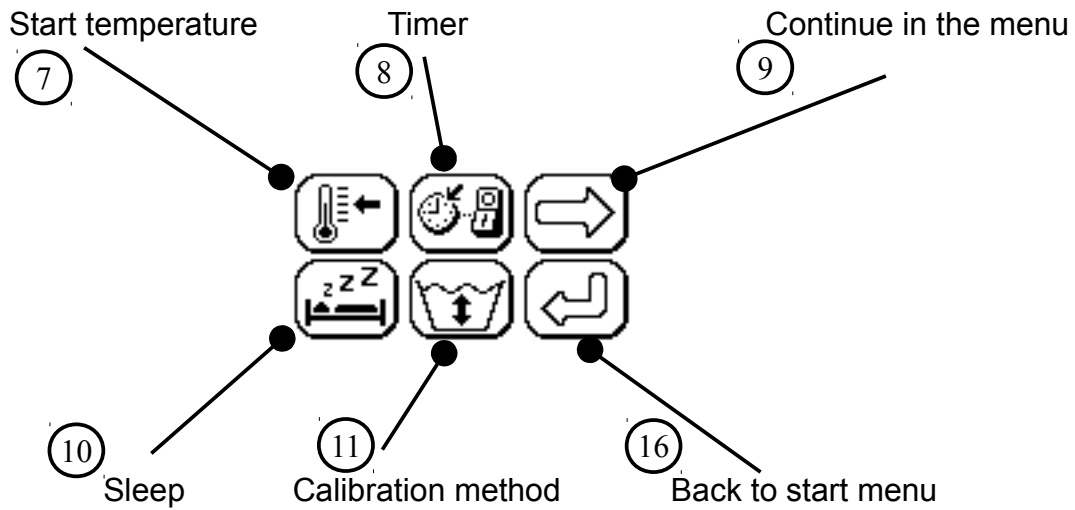 Start temperature
Timer
Continue in the menu
7
8
9
z z Z
10
11
16
Sleep
Calibration method
Back to start menu